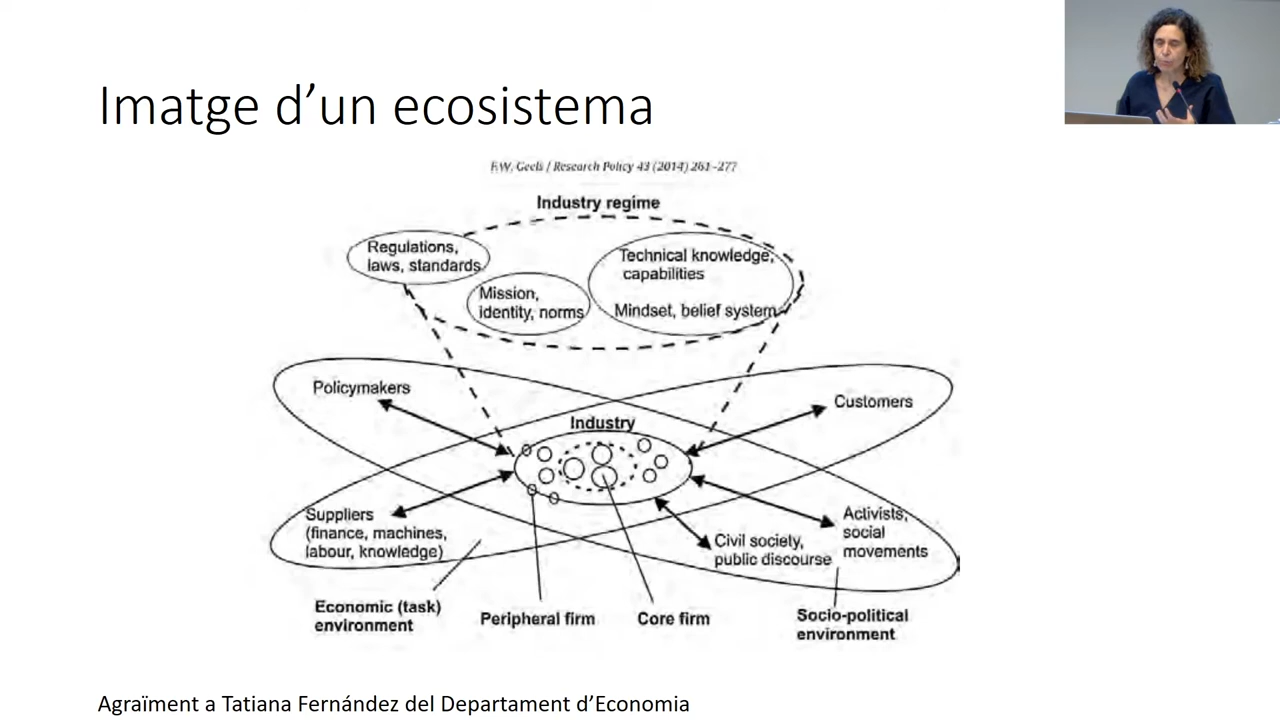 Imatge d’un ecosistema
F.W. Geels / Research Policy 43 (2014) 261–277
Industry regime
Regulations,
laws, standards
Technical knowledge,
capabilities
Mission,
identity, norms
Mindset, belief system
Policymakers
Customers
Industry
Suppliers
(finance, machines,
labour, knowledge)
Activists,
social
movements
Civil society,
public discourse
Economic (task)
environment
Peripheral firm
Core firm
Socio-political
environment
Agraïment a Tatiana Fernández del Departament d’Economia